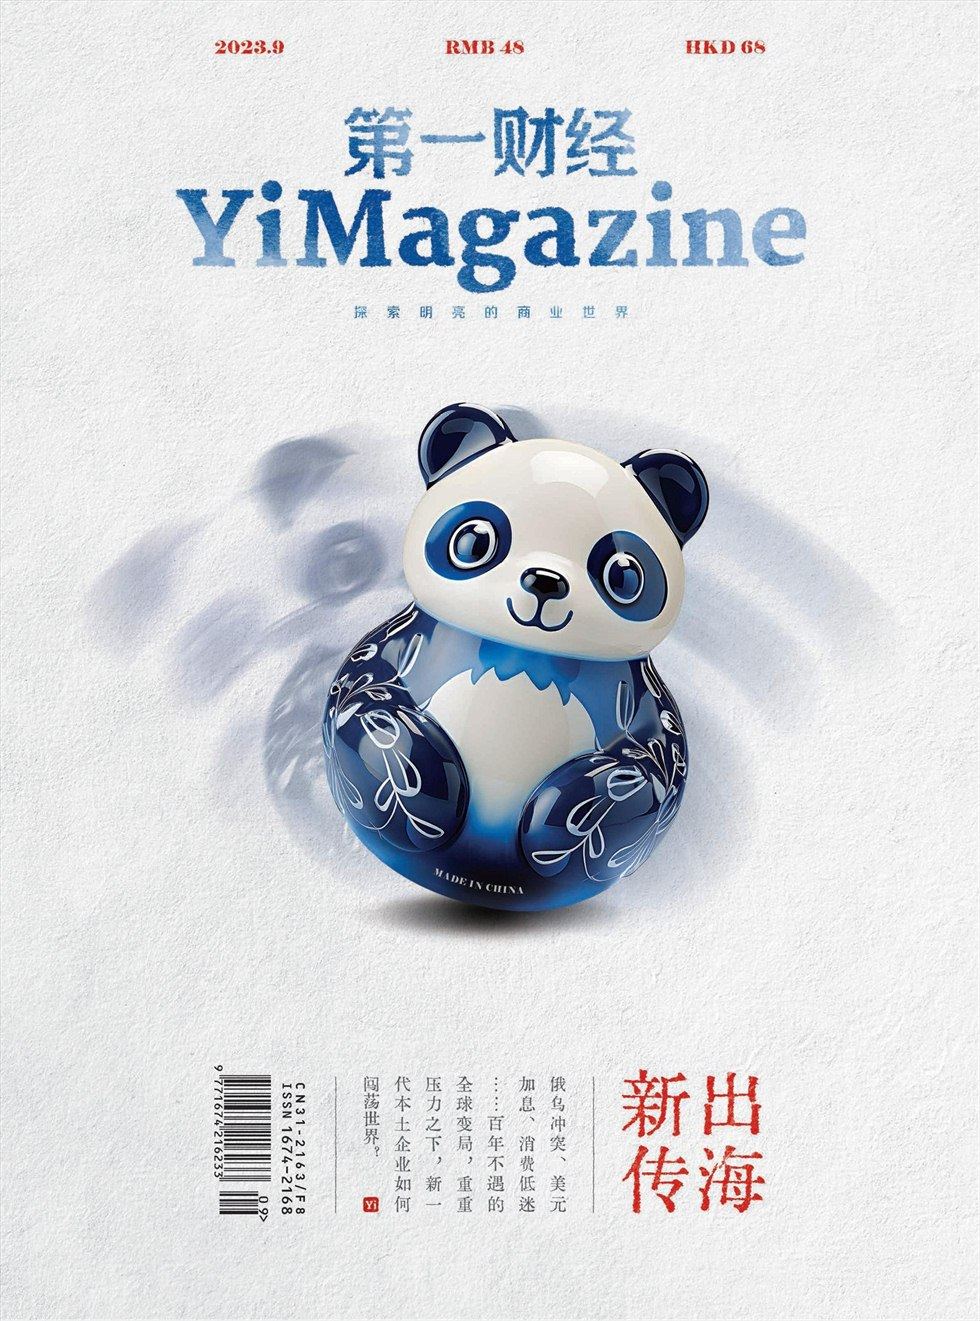 2023.9 RMB 48 HKD 68
第一财经
YiMagazine
探索明亮的商业世界
MADE IN CHINA
出海
新传
俄乌冲突、美元
加息、消费低迷
……百年不遇的
全球变局，重重
压力之下，新一
代本土企业如何
闯荡世界？
Yi
CN31-2163/F8
ISSN 1674-2168
9 771674 216233
09>